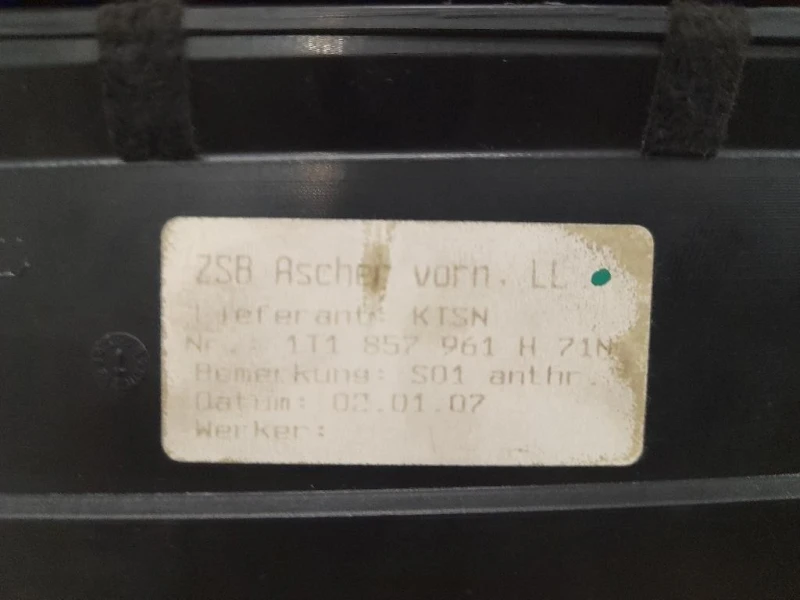 ZSB Ascher vorn. LL
Lieferant: KTSN
Nr.: 1T1 857 961 H 71N
Bemerkung: S01 anthr.
Datum: 02.01.07
Werker: